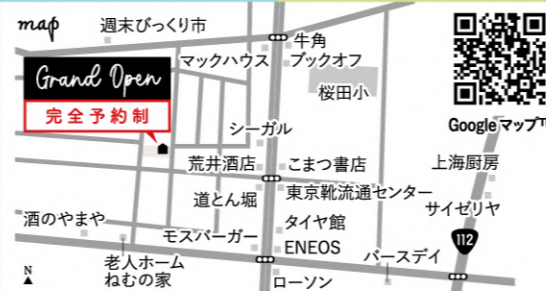 map
週末びっくり市
牛角
マックハウス
ブックオフ
Grand Open
完全予約制
桜田小
Googleマップ™
シーガル
荒井酒店
こまつ書店
上海厨房
道とん堀
東京靴流通センター
サイゼリヤ
酒のやまや
タイヤ館
モスバーガー
ENEOS
112
バースデイ
老人ホーム
ねむの家
N
ローソン